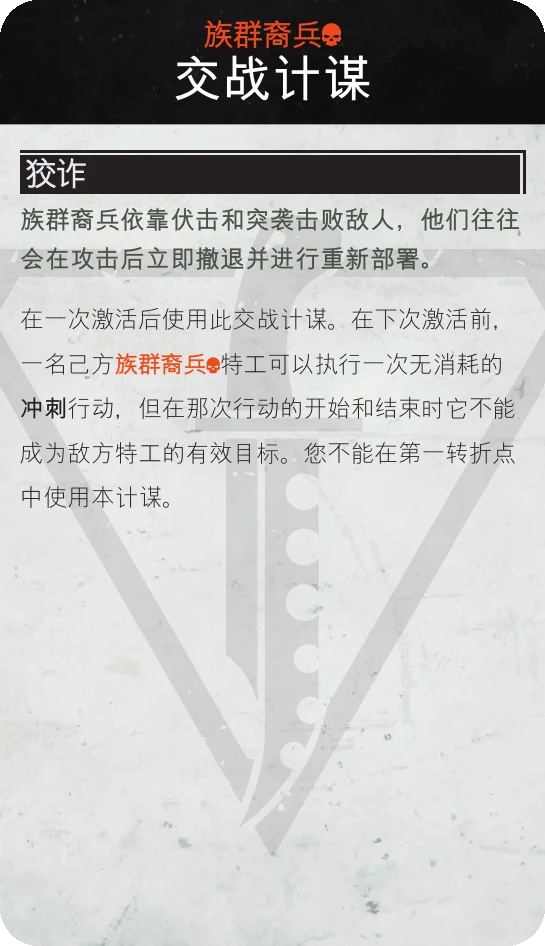 族群裔兵
交战计谋
狡诈
族群裔兵依靠伏击和突袭击败敌人，他们往往
会在攻击后立即撤退并进行重新部署。
在一次激活后使用此交战计谋。在下次激活前，
一名己方族群裔兵特工可以执行一次无消耗的
冲刺行动，但在那次行动的开始和结束时它不能
成为敌方特工的有效目标。您不能在第一转折点
中使用本计谋。